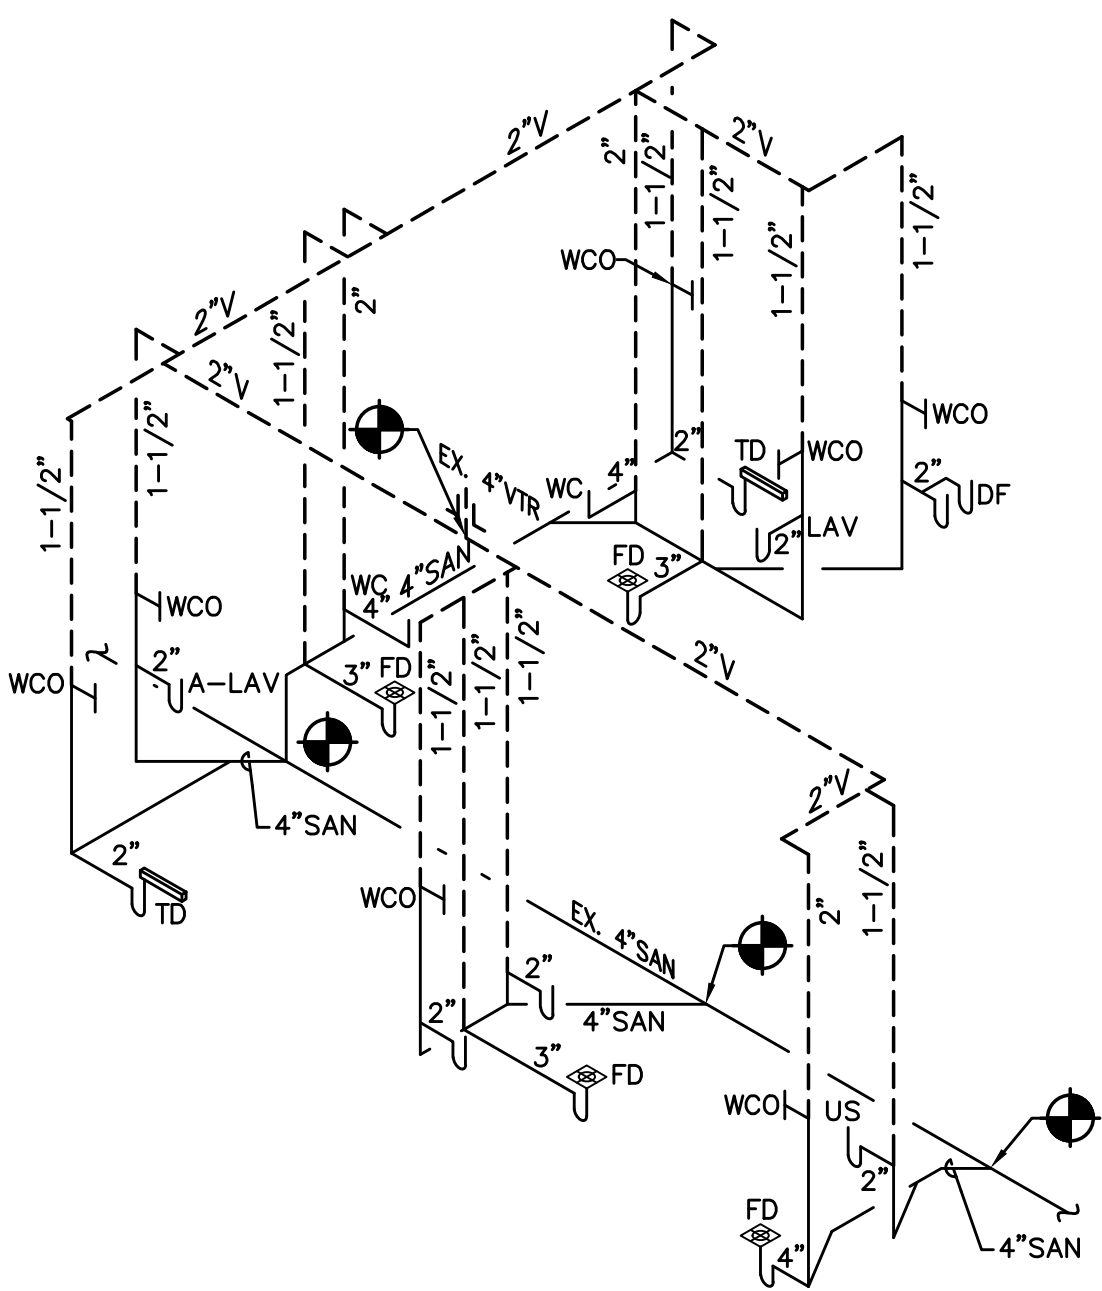 2”V
2”V
2”
1-1/2”
1-1/2”
1-1/2”
1-1/2”
WCO
2”V
2”V
2”
1-1/2”
1-1/2”
1-1/2”
WCO
WCO
EX. 4”VTR
2”
TD
4”
WC
2”
DF
LAV
2”
FD
3”
4”SAN
WC
4”
WCO
2”
A-LAV
3”
FD
WCO
1-1/2”
1-1/2”
1-1/2”
2”V
4”SAN
2”V
2”
TD
WCO
2”
1-1/2”
EX. 4”SAN
2”
2”
4”SAN
3”
FD
WCO
US
2”
FD
4”
4”SAN